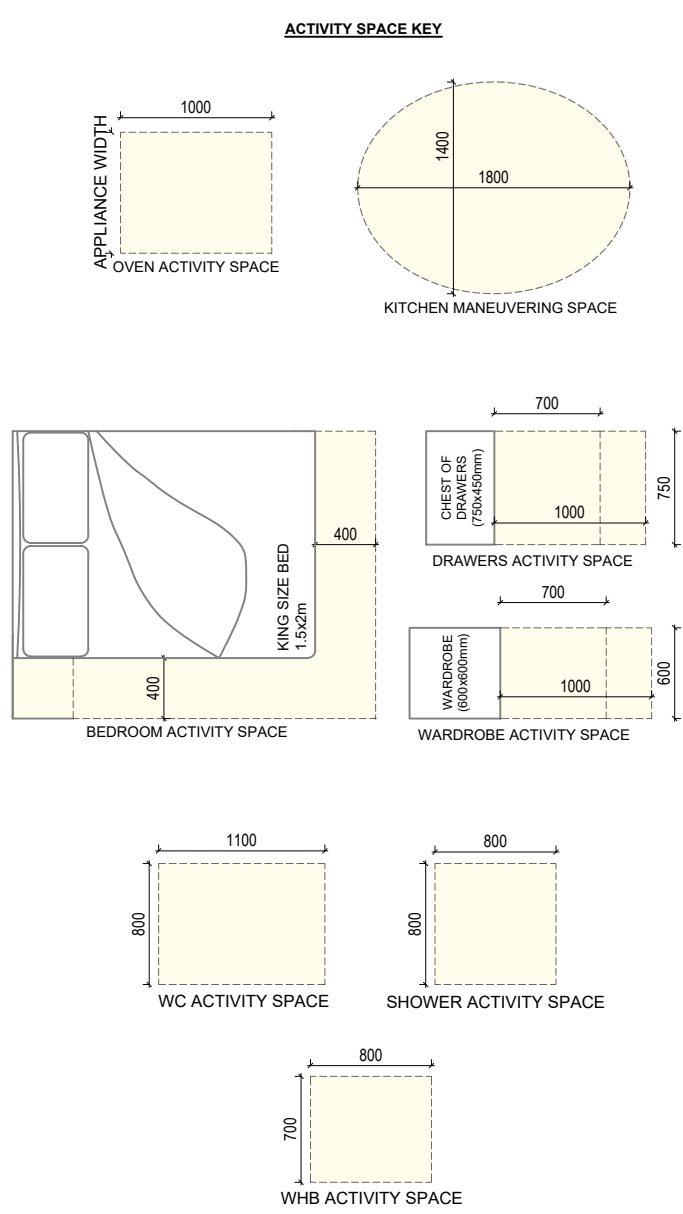 ACTIVITY SPACE KEY
1000
APPLIANCE WIDTH
OVEN ACTIVITY SPACE
1400
1800
KITCHEN MANEUVERING SPACE
KING SIZE BED
1.5x2m
400
400
BEDROOM ACTIVITY SPACE
700
CHEST OF
DRAWERS
(750x450mm)
1000
750
DRAWERS ACTIVITY SPACE
700
WARDROBE
(600x600mm)
1000
600
WARDROBE ACTIVITY SPACE
1100
800
WC ACTIVITY SPACE
800
800
SHOWER ACTIVITY SPACE
800
700
WHB ACTIVITY SPACE